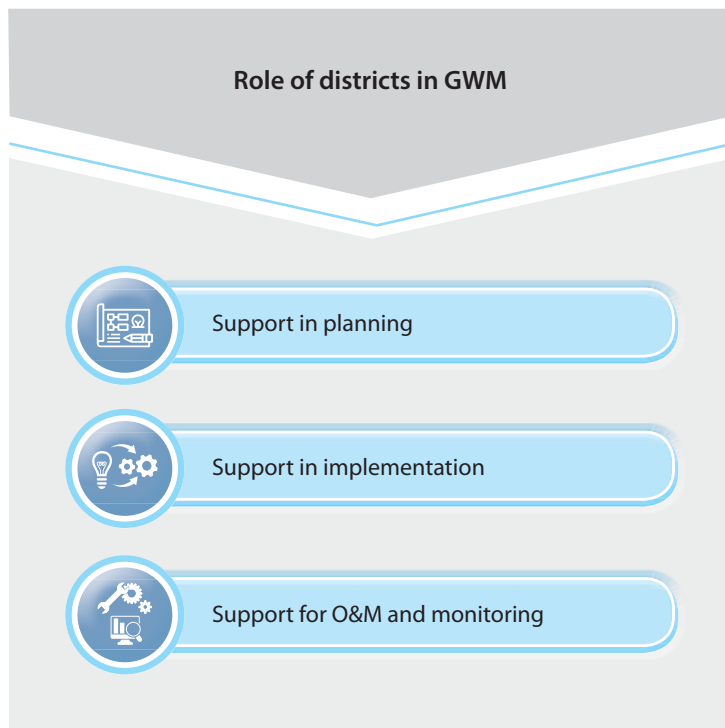 Role of districts in GWM
Support in planning
Support in implementation
Support for O&M and monitoring